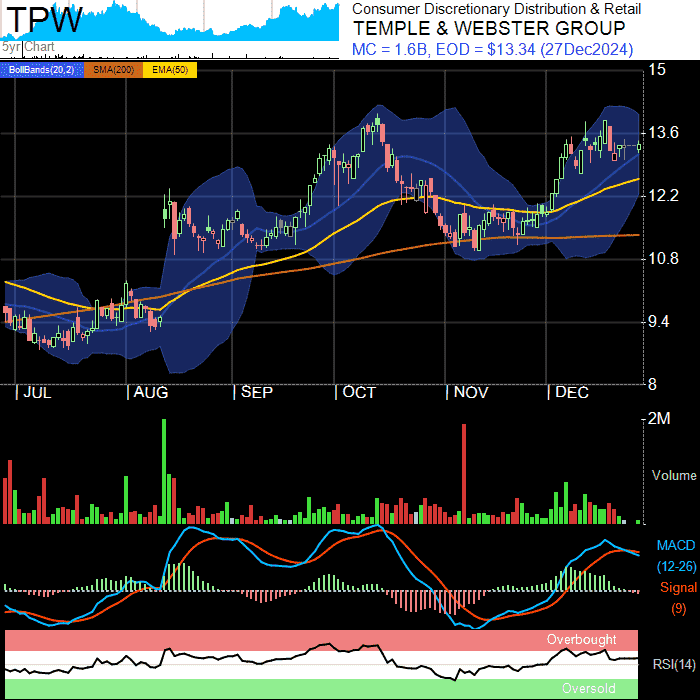 TPW
5yr Chart
Consumer Discretionary Distribution & Retail
TEMPLE & WEBSTER GROUP
MC = 1.6B, EOD = $13.34 (27Dec2024)
BollBands(20,2) SMA(200) EMA(50)
15
13.6
12.2
10.8
9.4
8
JUL AUG SEP OCT NOV DEC
2M
Volume
MACD
(12-26)
Signal
(9)
Overbought
RSI(14)
Oversold